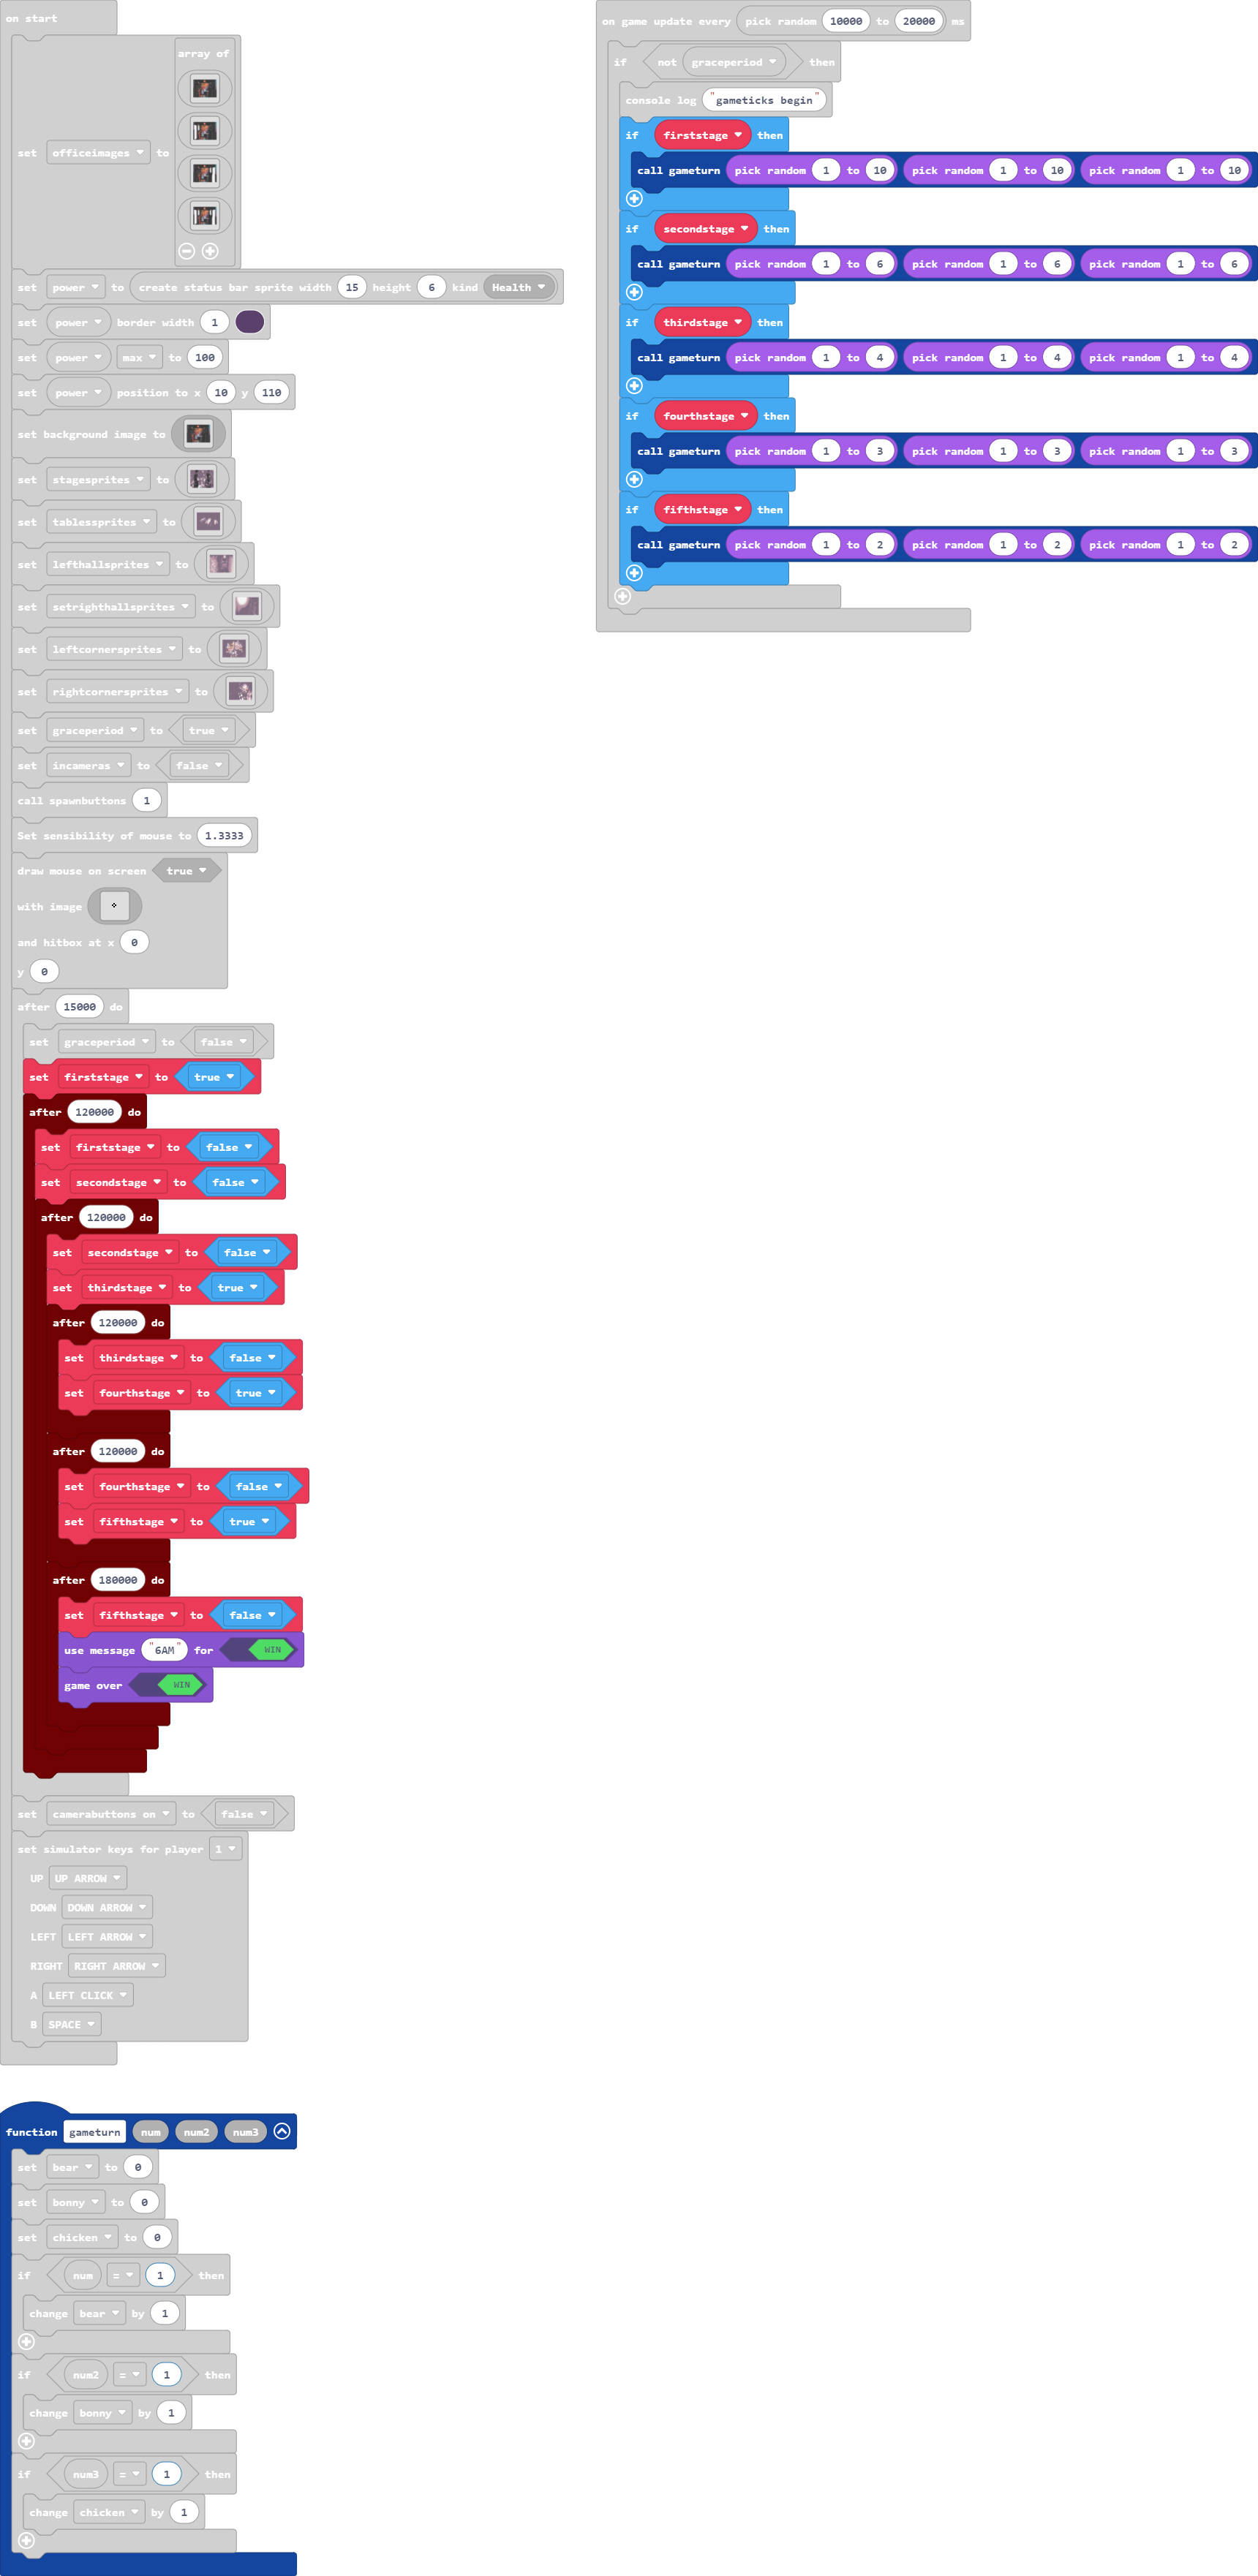 on start
array of
set officeimages to
set power to create status bar sprite width 15 height 6 kind Health
set power border width 1
set power max to 100
set power position to x 10 y 110
set background image to
set stagesprites to
set tablessprites to
set lefthallsprites to
set setrighthallsprites to
set leftcornersprites to
set rightcornersprites to
set graceperiod to true
set incameras to false
call spawnbuttons 1
Set sensibility of mouse to 1.3333
draw mouse on screen true
with image
and hitbox at x 0
y 0
after 15000 do
set graceperiod to false
set firststage to true
after 120000 do
set firststage to false
set secondstage to false
after 120000 do
set secondstage to false
set thirdstage to true
after 120000 do
set thirdstage to false
set fourthstage to true
after 120000 do
set fourthstage to false
set fifthstage to true
after 180000 do
set fifthstage to false
use message "6AM" for WIN
game over WIN
set camerabuttons on to false
set simulator keys for player 1
UP UP ARROW
DOWN DOWN ARROW
LEFT LEFT ARROW
RIGHT RIGHT ARROW
A LEFT CLICK
B SPACE
function gameturn num num2 num3
set bear to 0
set bonny to 0
set chicken to 0
if num = 1 then
change bear by 1
if num2 = 1 then
change bonny by 1
if num3 = 1 then
change chicken by 1
on game update every pick random 10000 to 20000 ms
if not graceperiod then
console log "gameticks begin"
if firststage then
call gameturn pick random 1 to 10 pick random 1 to 10 pick random 1 to 10
if secondstage then
call gameturn pick random 1 to 6 pick random 1 to 6 pick random 1 to 6
if thirdstage then
call gameturn pick random 1 to 4 pick random 1 to 4 pick random 1 to 4
if fourthstage then
call gameturn pick random 1 to 3 pick random 1 to 3 pick random 1 to 3
if fifthstage then
call gameturn pick random 1 to 2 pick random 1 to 2 pick random 1 to 2